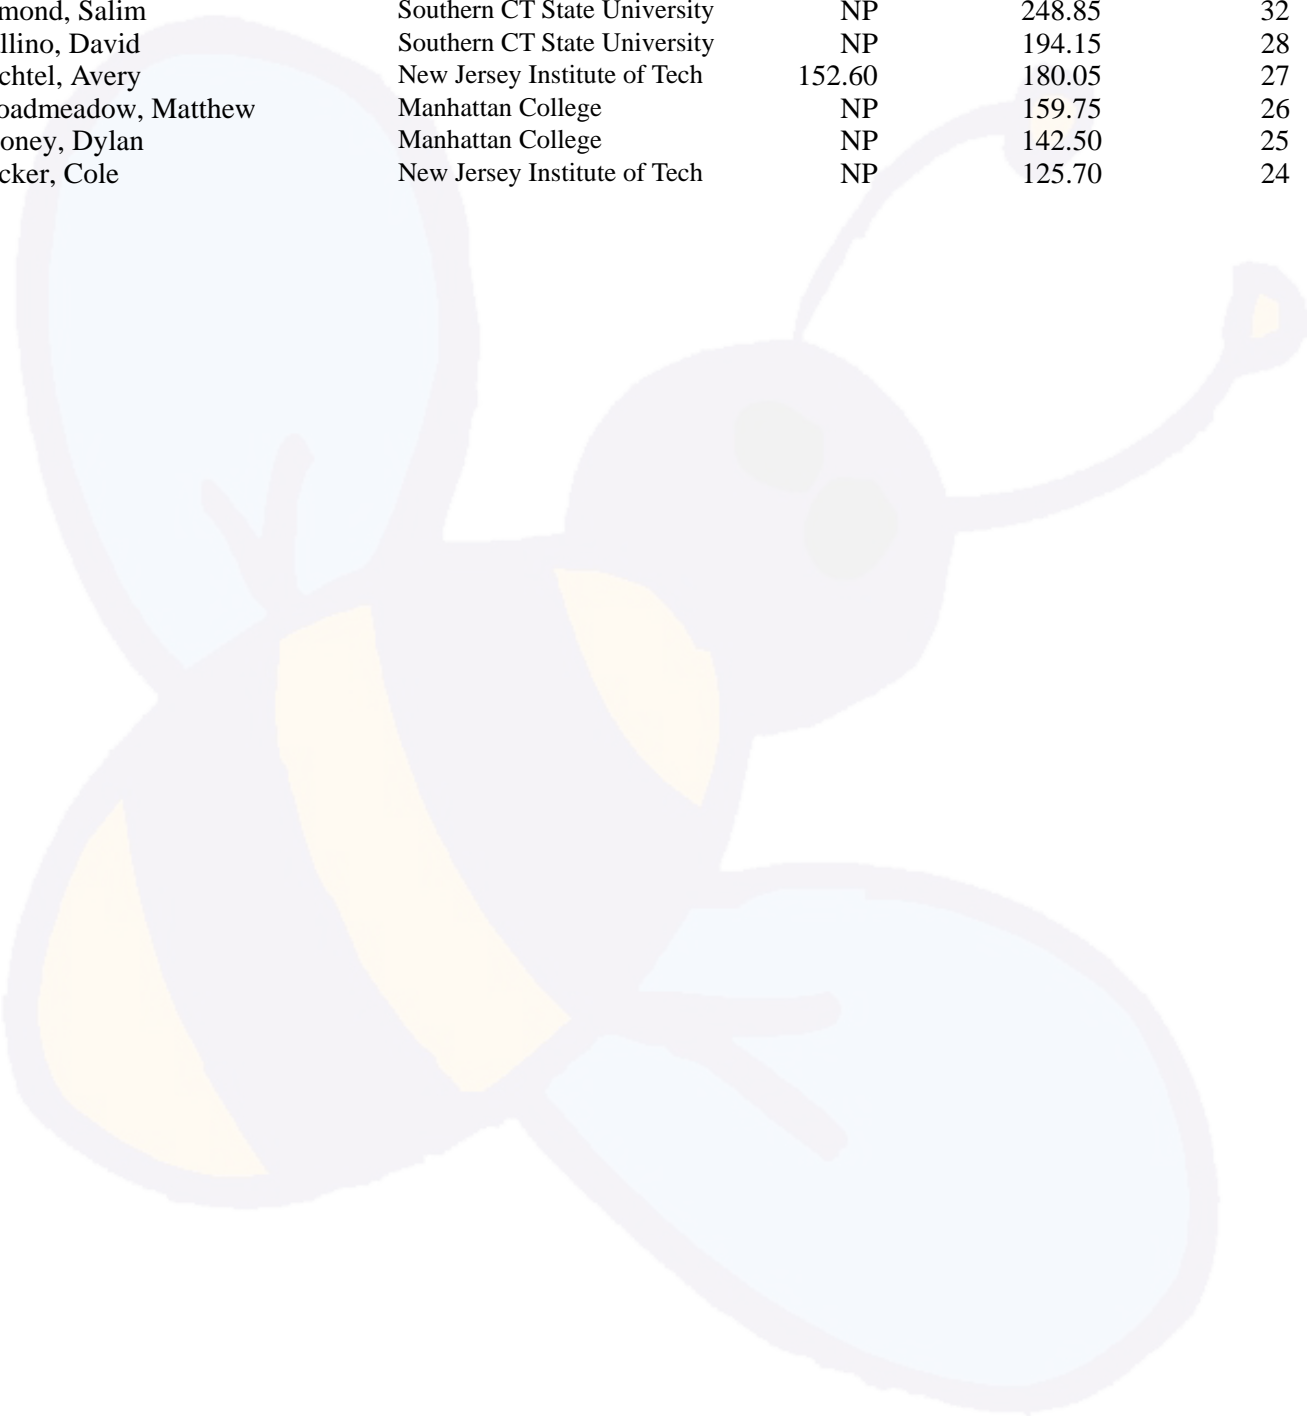 mond, Salim Southern CT State University NP 248.85 32
llino, David Southern CT State University NP 194.15 28
chtel, Avery New Jersey Institute of Tech 152.60 180.05 27
oadmeadow, Matthew Manhattan College NP 159.75 26
oney, Dylan Manhattan College NP 142.50 25
cker, Cole New Jersey Institute of Tech NP 125.70 24